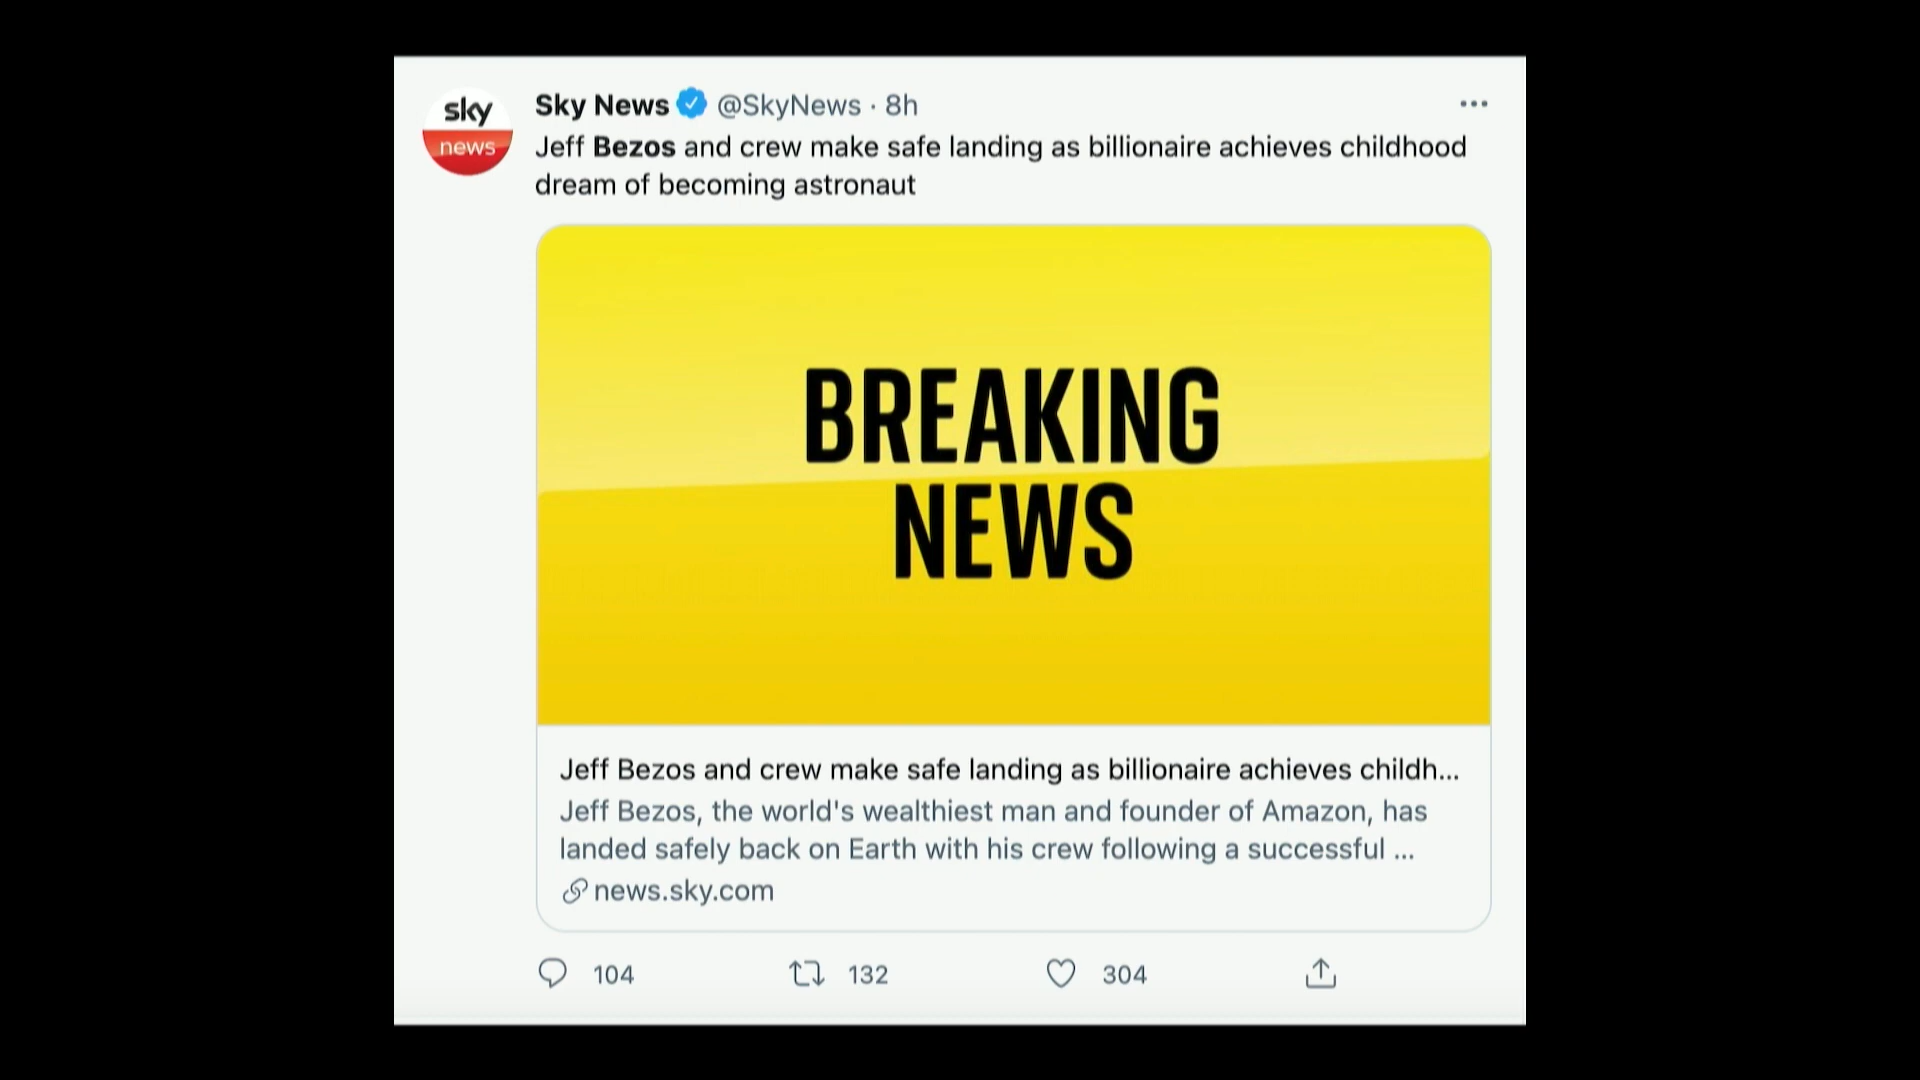 sky
news
Sky News @SkyNews · 8h
Jeff Bezos and crew make safe landing as billionaire achieves childhood
dream of becoming astronaut
BREAKING
NEWS
Jeff Bezos and crew make safe landing as billionaire achieves childh...
Jeff Bezos, the world's wealthiest man and founder of Amazon, has
landed safely back on Earth with his crew following a successful ...
news.sky.com
104 132 304